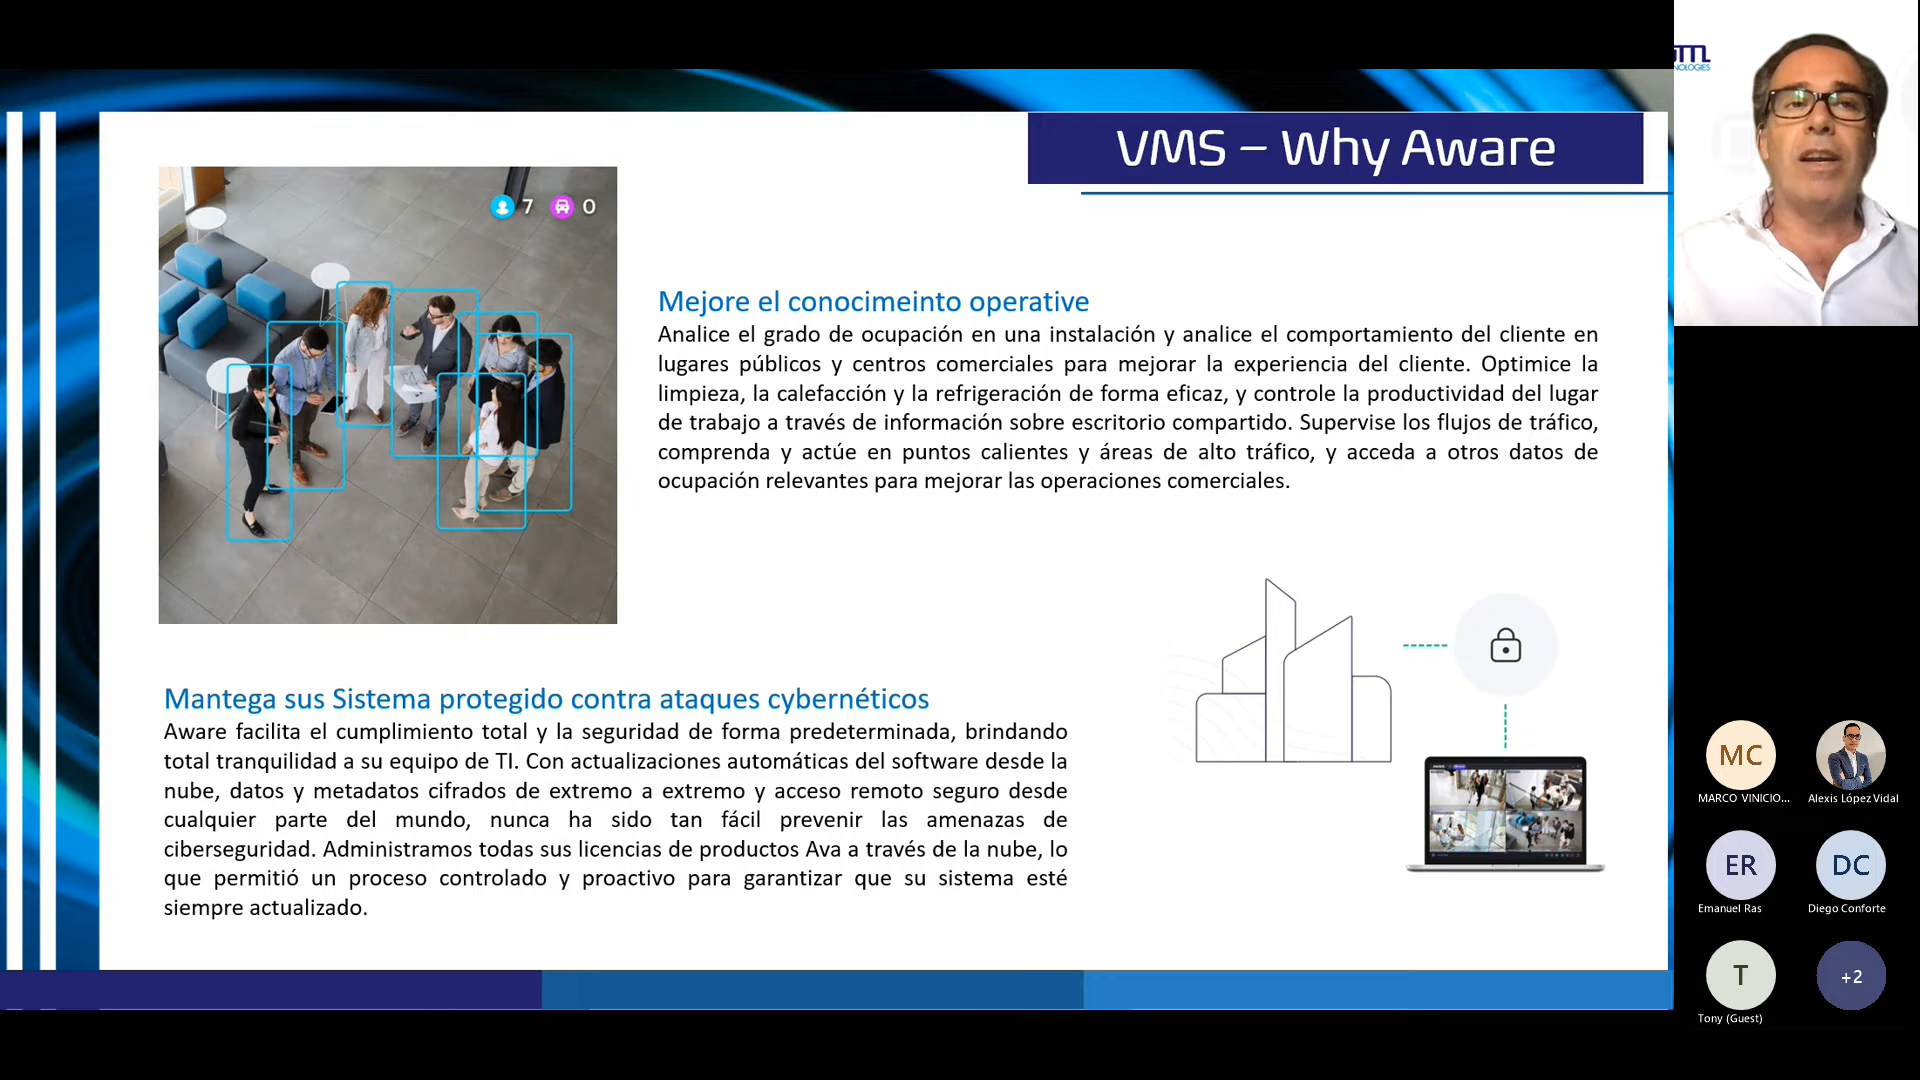 VMS – Why Aware
7 0
Mejore el conocimeinto operative
Analice el grado de ocupación en una instalación y analice el comportamiento del cliente en
lugares públicos y centros comerciales para mejorar la experiencia del cliente. Optimice la
limpieza, la calefacción y la refrigeración de forma eficaz, y controle la productividad del lugar
de trabajo a través de información sobre escritorio compartido. Supervise los flujos de tráfico,
comprenda y actúe en puntos calientes y áreas de alto tráfico, y acceda a otros datos de
ocupación relevantes para mejorar las operaciones comerciales.
Mantega sus Sistema protegido contra ataques cybernéticos
Aware facilita el cumplimiento total y la seguridad de forma predeterminada, brindando
total tranquilidad a su equipo de TI. Con actualizaciones automáticas del software desde la
nube, datos y metadatos cifrados de extremo a extremo y acceso remoto seguro desde
cualquier parte del mundo, nunca ha sido tan fácil prevenir las amenazas de
ciberseguridad. Administramos todas sus licencias de productos Ava a través de la nube, lo
que permitió un proceso controlado y proactivo para garantizar que su sistema esté
siempre actualizado.
MC
MARCO VINICIO...
Alexis López Vidal
ER
Emanuel Ras
DC
Diego Conforte
T
Tony (Guest)
+2